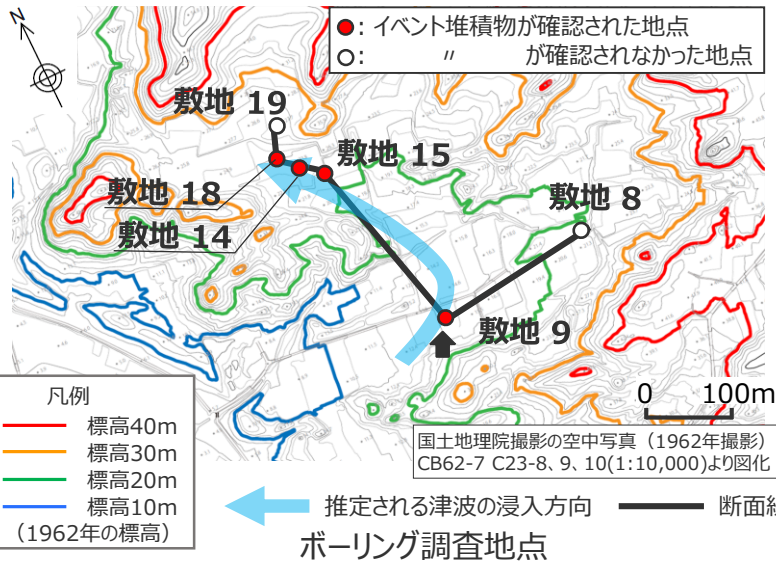 N
●: イベント堆積物が確認された地点
○: 〃 が確認されなかった地点
敷地 19
敷地 15
敷地 18
敷地 14
敷地 8
敷地 9
0 100m
凡例
標高40m
標高30m
標高20m
標高10m
(1962年の標高)
国土地理院撮影の空中写真(1962年撮影)
CB62-7 C23-8、9、10(1:10,000)より図化
推定される津波の浸入方向
断面線
ボーリング調査地点